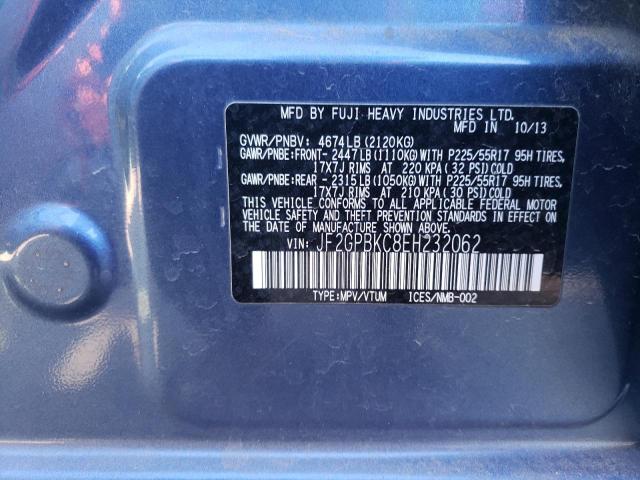 MFD BY FUJI HEAVY INDUSTRIES LTD.
MFD IN 10/13
GVWR/PNBV: 4674LB(2120KG)
GAWR/PNBE:FRONT- 2447LB(1110KG)WITH P225/55R17 95H TIRES,
17X7J RIMS AT 220 KPA(32 PSI)COLD
GAWR/PNBE:REAR - 2315LB(1050KG)WITH P225/55R17 95H TIRES,
17X7J RIMS AT 210 KPA(30 PSI)COLD
THIS VEHICLE CONFORMS TO ALL APPLICABLE FEDERAL MOTOR
VEHICLE SAFETY AND THEFT PREVENTION STANDARDS IN EFFECT ON
THE DATE OF MANUFACTURE SHOWN ABOVE.
VIN: JF2GPBKC8EH232062
TYPE:MPV/VTUM ICES/NMB-002